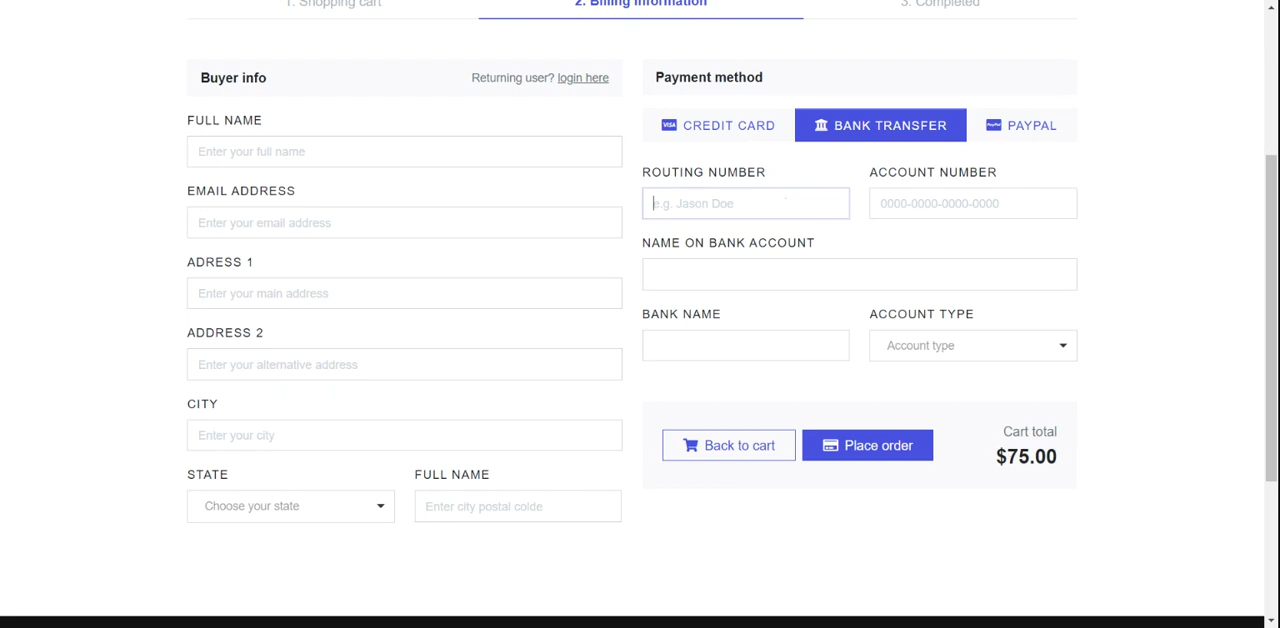 1. Shopping cart
2. Billing information
3. Completed
Buyer info
Returning user? login here
FULL NAME
Enter your full name
EMAIL ADDRESS
Enter your email address
ADRESS 1
Enter your main address
ADDRESS 2
Enter your alternative address
CITY
Enter your city
STATE
FULL NAME
Choose your state
Enter city postal colde
Payment method
VISA CREDIT CARD
BANK TRANSFER
PAYPAL
ROUTING NUMBER
ACCOUNT NUMBER
e.g. Jason Doe
0000-0000-0000-0000
NAME ON BANK ACCOUNT
BANK NAME
ACCOUNT TYPE
Account type
Back to cart
Place order
Cart total
$75.00